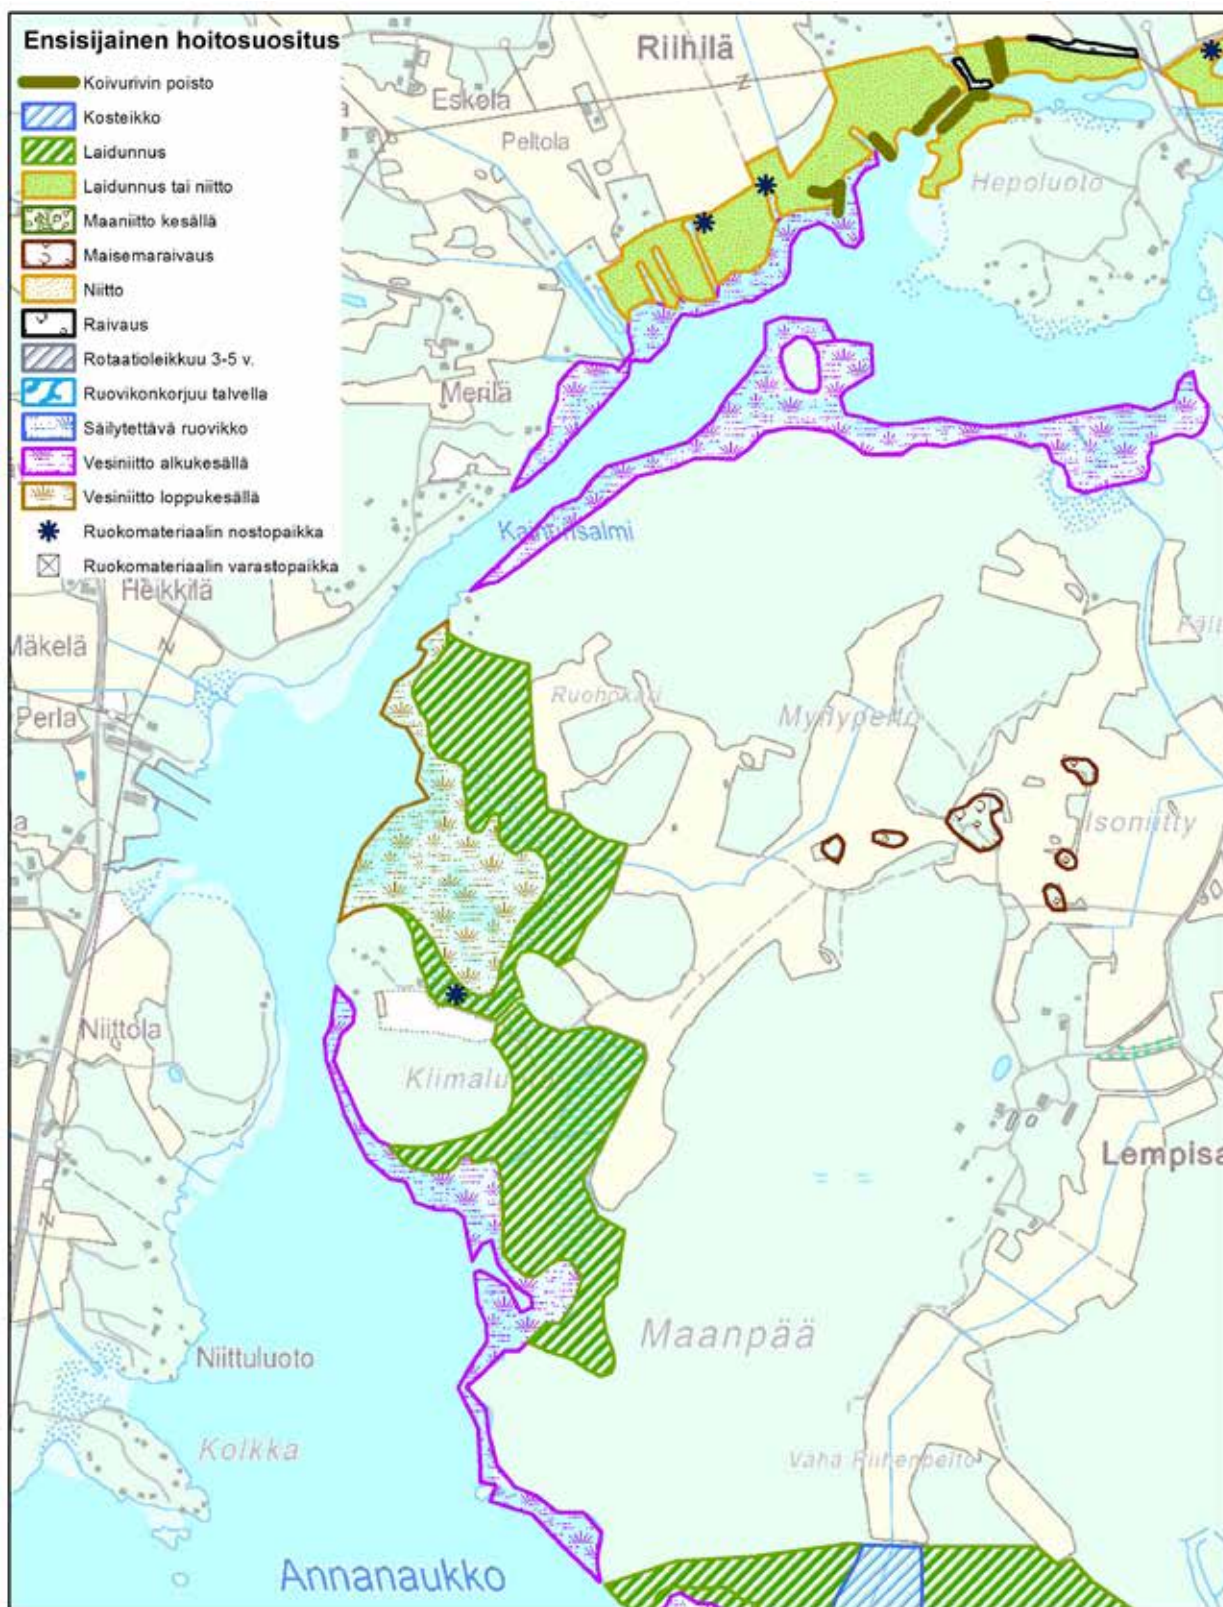 Ensisijainen hoitosuositus
Koivurivin poisto
Kosteikko
Laidunnus
Laidunnus tai niitto
Maaniitto kesällä
Maisemaraivaus
Niitto
Raivaus
Rotaatioleikkuu 3-5 v.
Ruovikonkorjuu talvella
Säilytettävä ruovikko
Vesiniitto alkukesällä
Vesiniitto loppukesällä
Ruokomateriaalin nostopaikka
Ruokomateriaalin varastopaikka
Riihilä
Eskola
Peltola
Z
Hepoluoto
Merilä
Heikkilä
Mäkelä
Z
Perla
Ruohokari
Myllypelto
Isoniitty
Niittola
Lempisa
N
Maanpää
Niittuluoto
Kolkka
Vähä Riihenpelto
Annanaukko